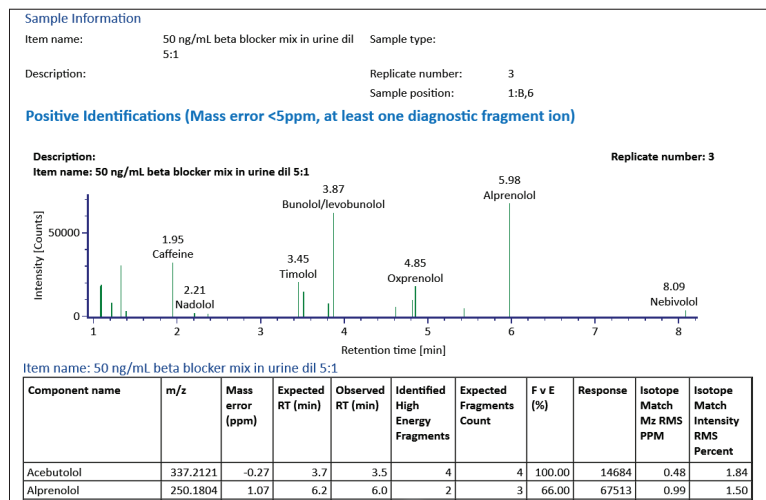 Sample Information
Item name: 50 ng/mL beta blocker mix in urine dil 5:1 Sample type:
Description: Replicate number: 3
Sample position: 1:B,6
Positive Identifications (Mass error <5ppm, at least one diagnostic fragment ion)
Description: Replicate number: 3
Item name: 50 ng/mL beta blocker mix in urine dil 5:1
5.98
Alprenolol
3.87
Bunolol/levobunolol
50000
Intensity [Counts]
1.95
Caffeine
3.45
Timolol
4.85
Oxprenolol
2.21
Nadolol
8.09
Nebivolol
0
1 2 3 4 5 6 7 8
Retention time [min]
Item name: 50 ng/mL beta blocker mix in urine dil 5:1
Component name m/z Mass error (ppm) Expected RT (min) Observed RT (min) Identified High Energy Fragments Expected Fragments Count F v E (%) Response Isotope Match Mz RMS PPM Isotope Match Intensity RMS Percent
Acebutolol 337.2121 -0.27 3.7 3.5 4 4 100.00 14684 0.48 1.84
Alprenolol 250.1804 1.07 6.2 6.0 2 3 66.00 67513 0.99 1.50